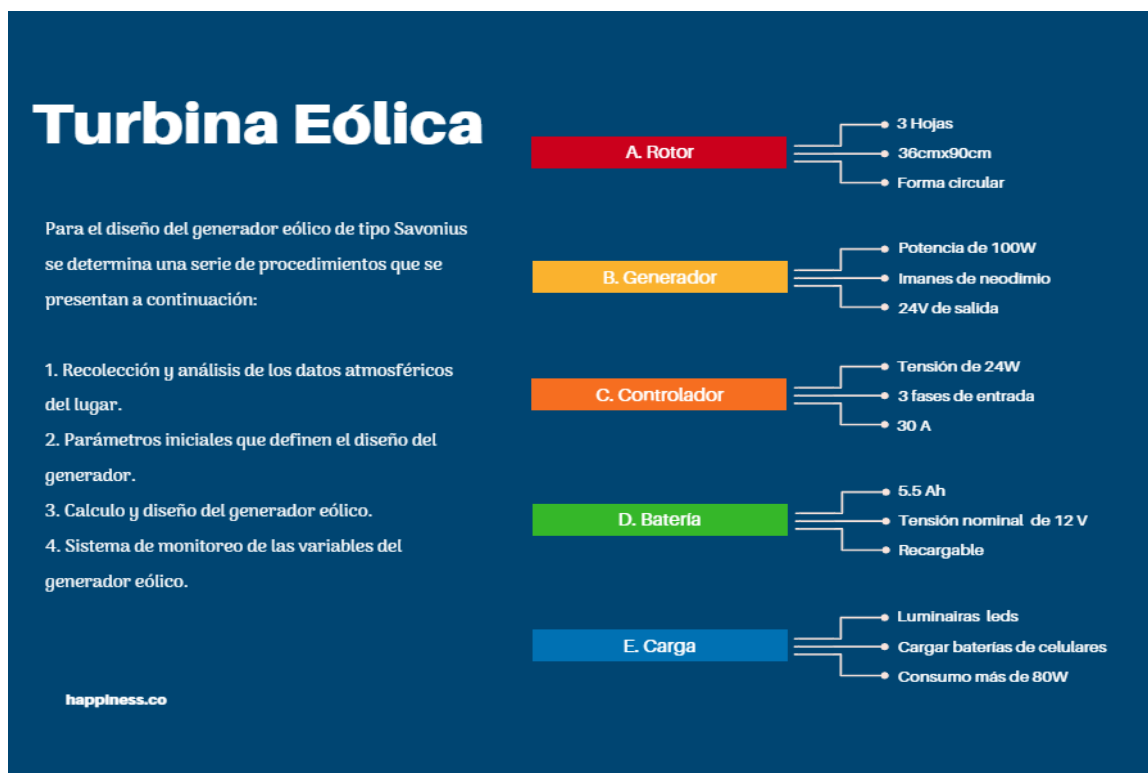 Turbina Eólica
Para el diseño del generador eólico de tipo Savonius
se determina una serie de procedimientos que se
presentan a continuación:
1. Recolección y análisis de los datos atmosféricos
del lugar.
2. Parámetros iniciales que definen el diseño del
generador.
3. Calculo y diseño del generador eólico.
4. Sistema de monitoreo de las variables del
generador eólico.
happiness.co
A. Rotor
3 Hojas
36cmx90cm
Forma circular
B. Generador
Potencia de 100W
Imanes de neodimio
24V de salida
C. Controlador
Tensión de 24W
3 fases de entrada
30 A
D. Batería
5.5 Ah
Tensión nominal de 12 V
Recargable
E. Carga
Luminairas leds
Cargar baterías de celulares
Consumo más de 80W